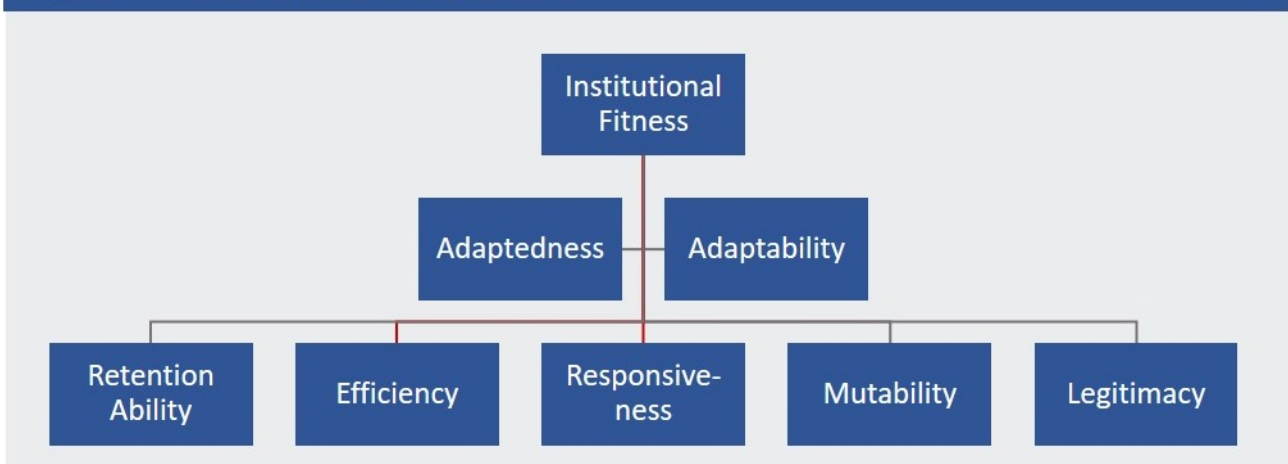 Institutional
Fitness
Adaptedness
Adaptability
Retention
Ability
Efficiency
Responsive-
ness
Mutability
Legitimacy